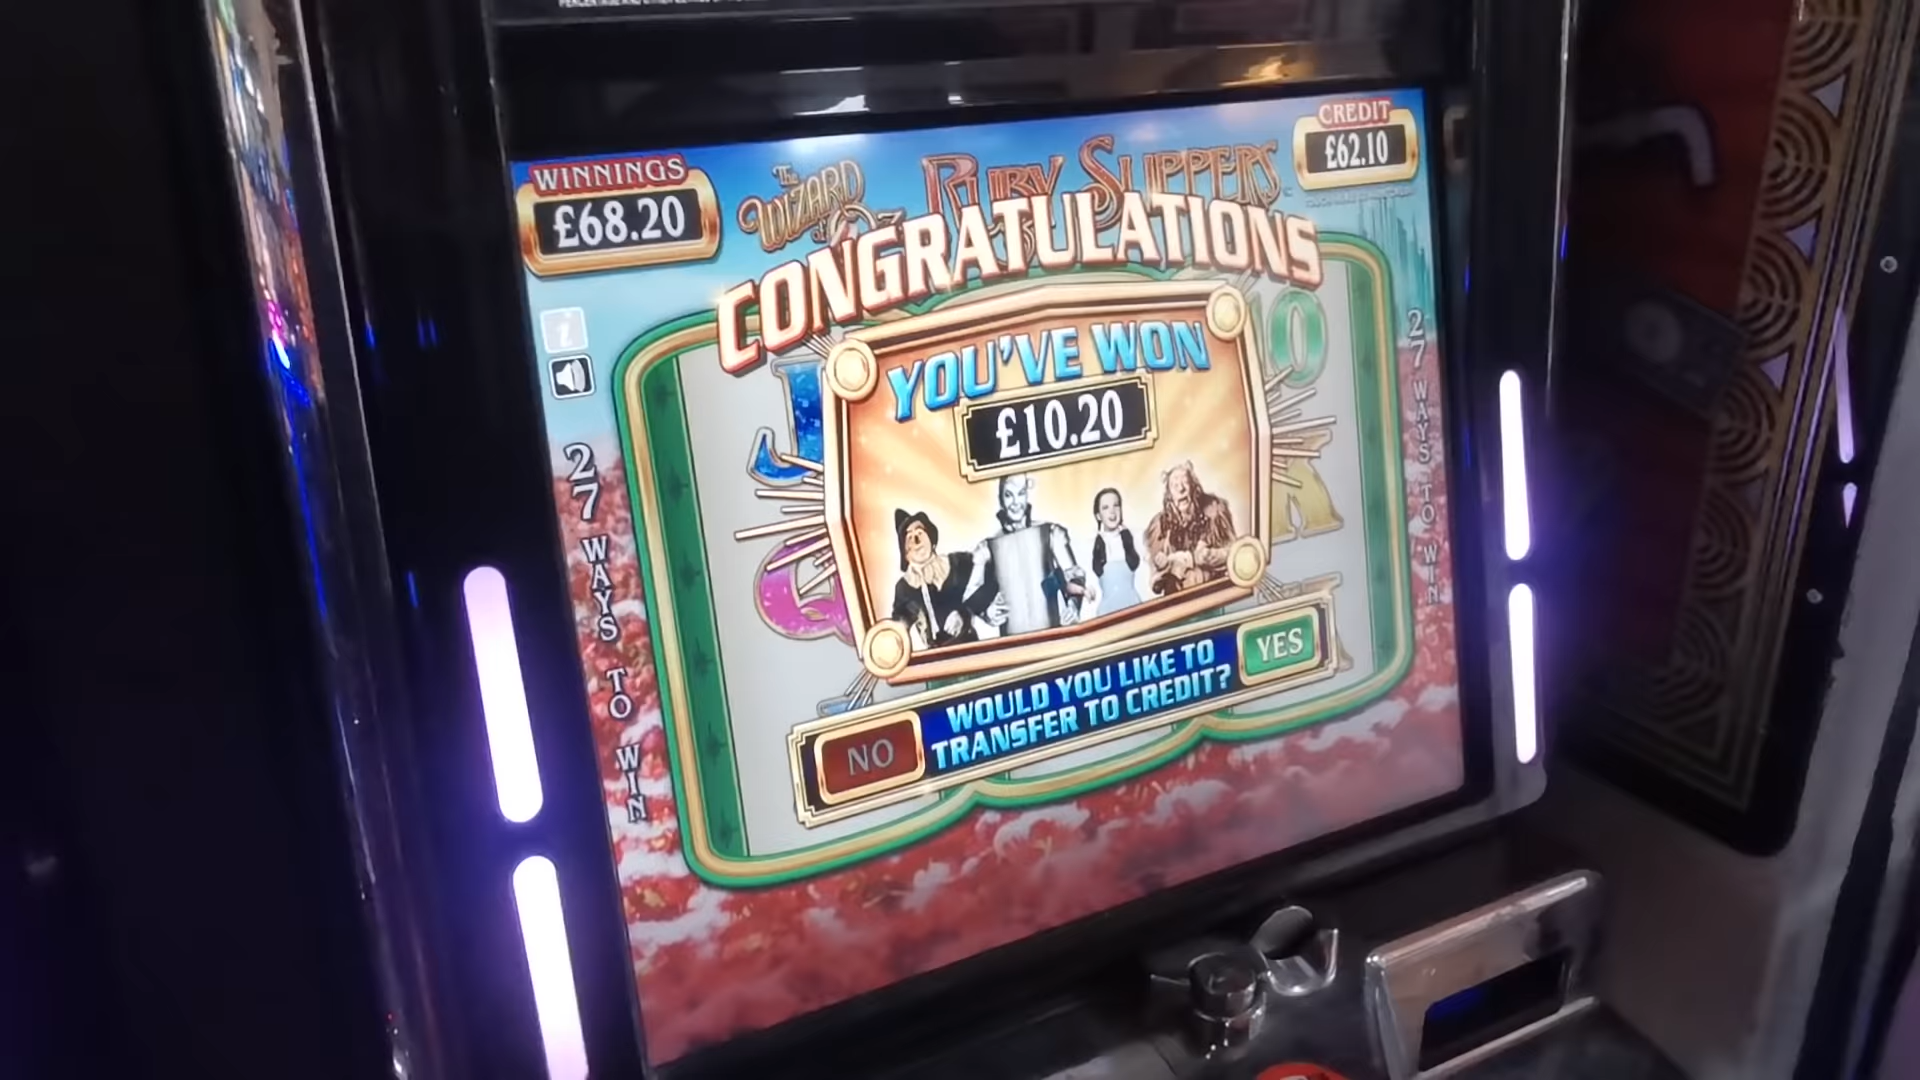 WINNINGS
£68.20
The
WIZARD
of OZ
RUBY SLIPPERS
CREDIT
£62.10
CONGRATULATIONS
YOU'VE WON
£10.20
WOULD YOU LIKE TO
TRANSFER TO CREDIT?
NO
YES
27 WAYS TO WIN
27 WAYS TO WIN
J
Q
10